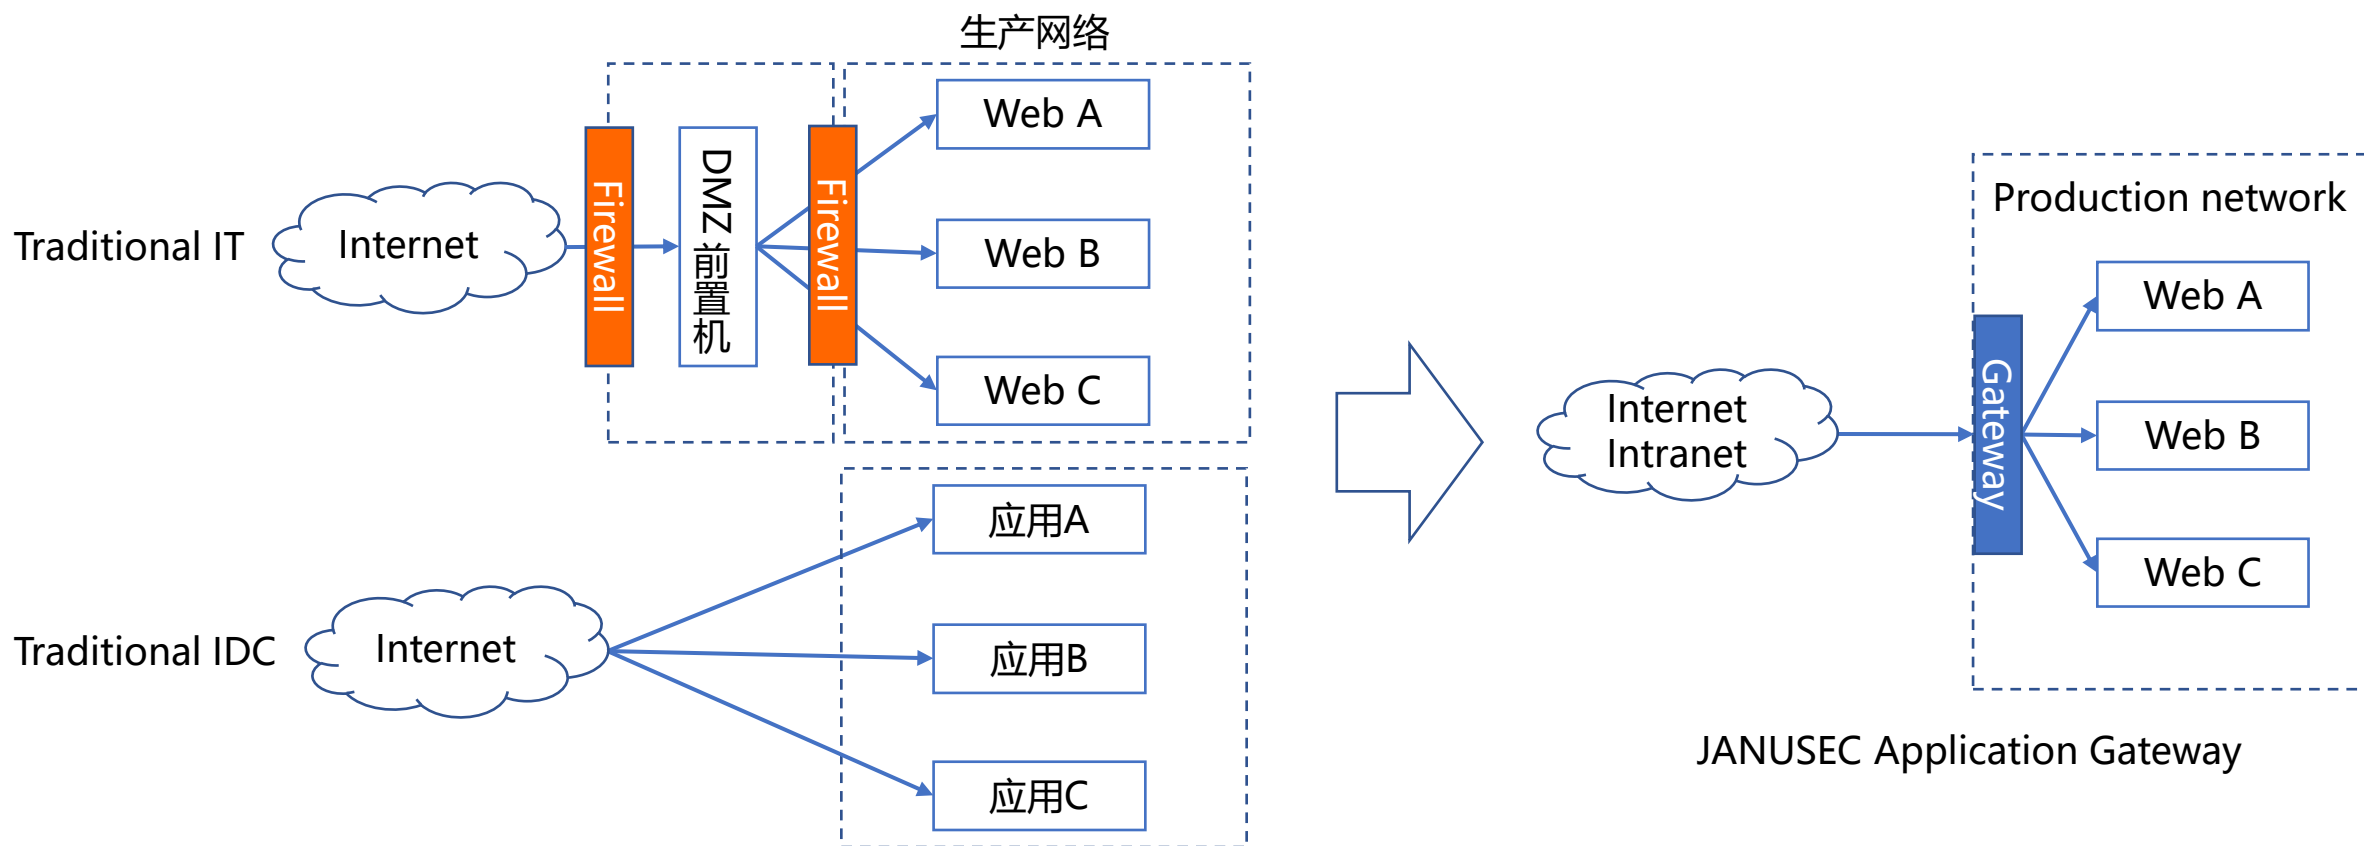 生产网络
Traditional IT
Internet
Firewall
DMZ前置机
Firewall
Web A
Web B
Web C
Traditional IDC
Internet
应用A
应用B
应用C
Internet
Intranet
Gateway
Production network
Web A
Web B
Web C
JANUSEC Application Gateway